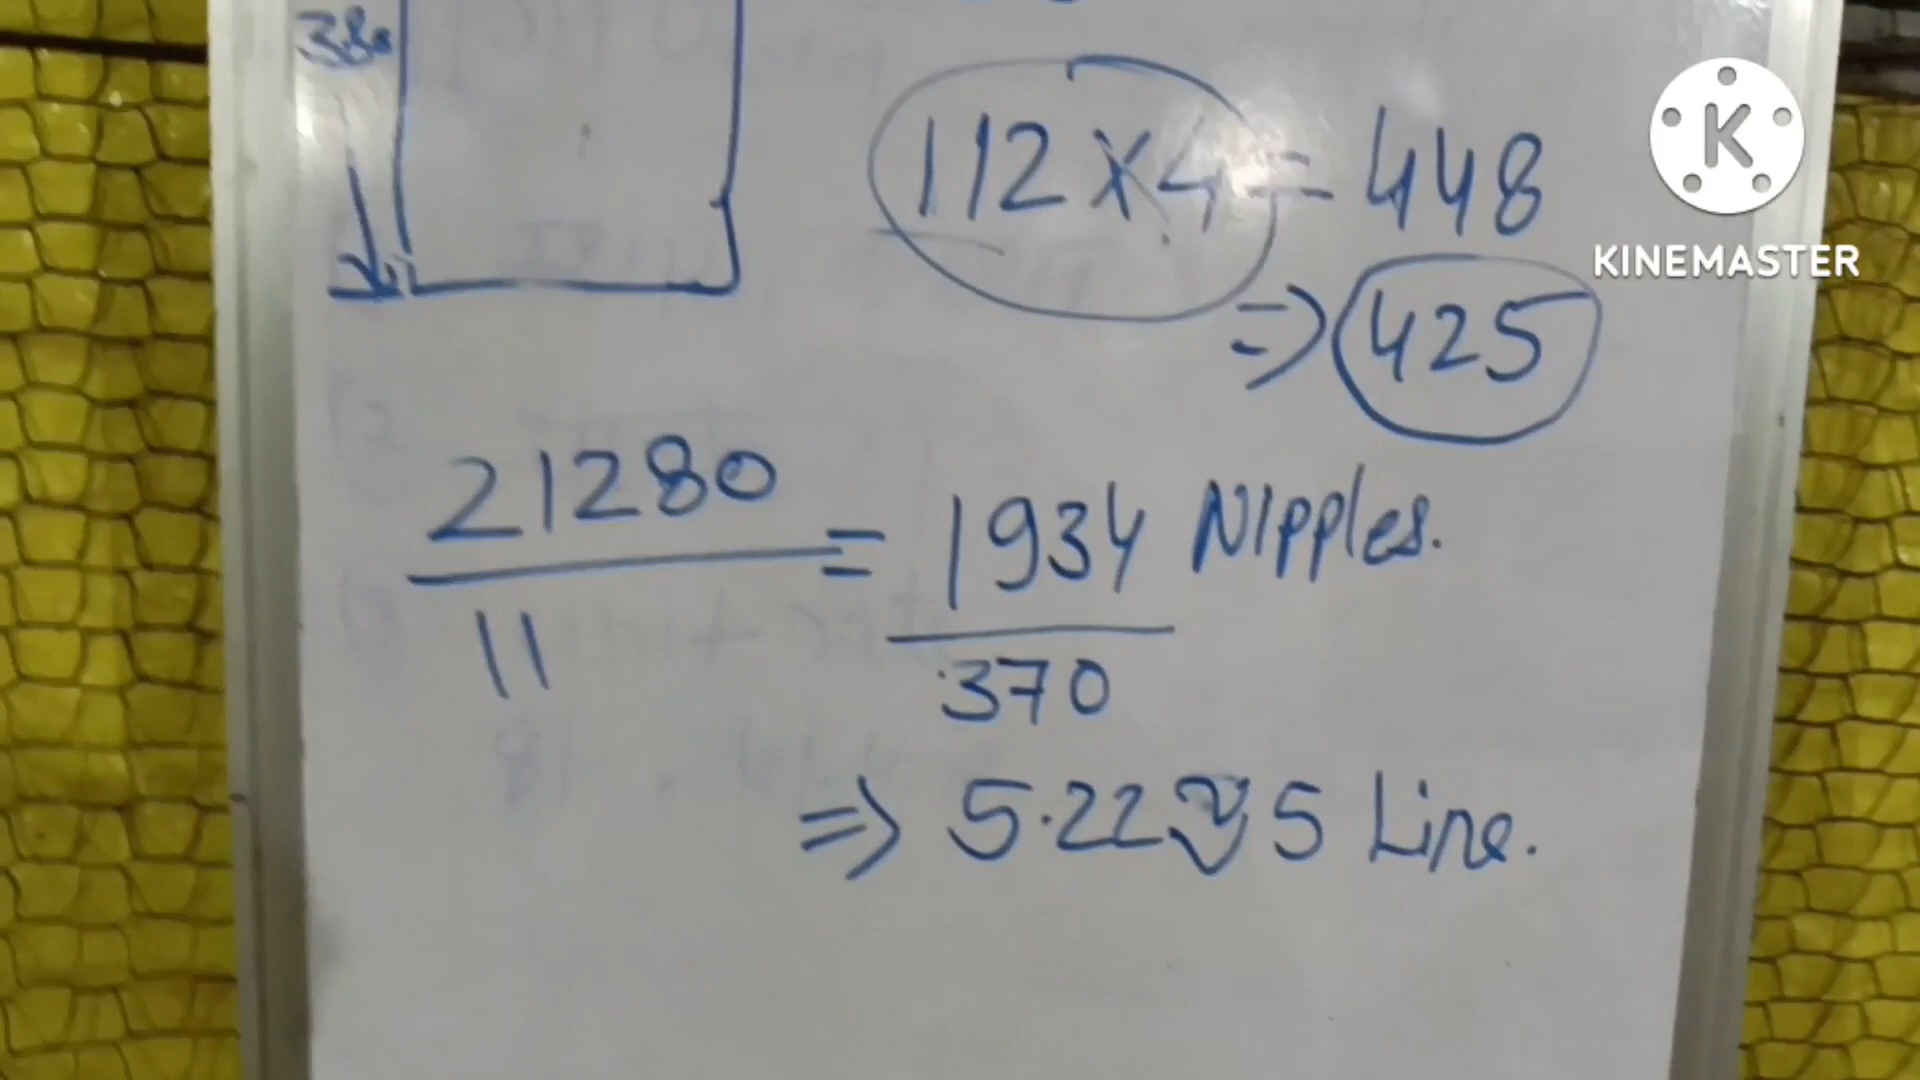 380
112 × 4 = 448
⇒ 425
21280 / 11 = 1934 / 370 Nipples.
⇒ 5.22 ≈ 5 Line.
K
KINEMASTER